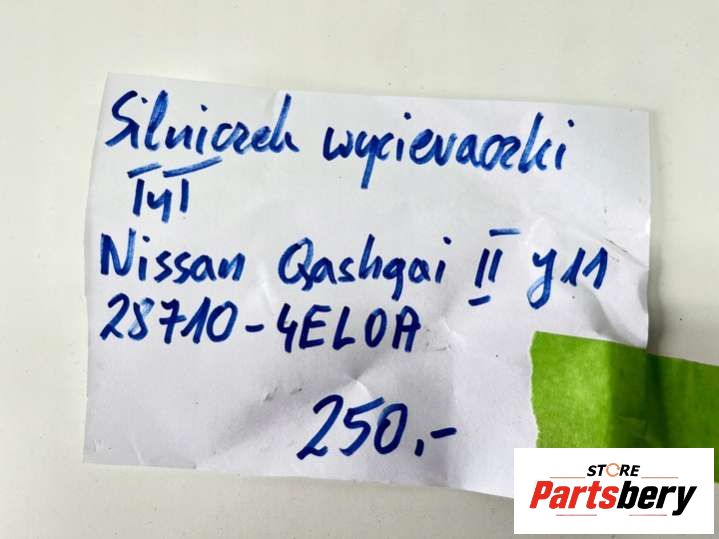 Silniczek wycieraczki
Tył
Nissan Qashqai II J11
28710-4EL0A
250,-
STORE
Partsbery